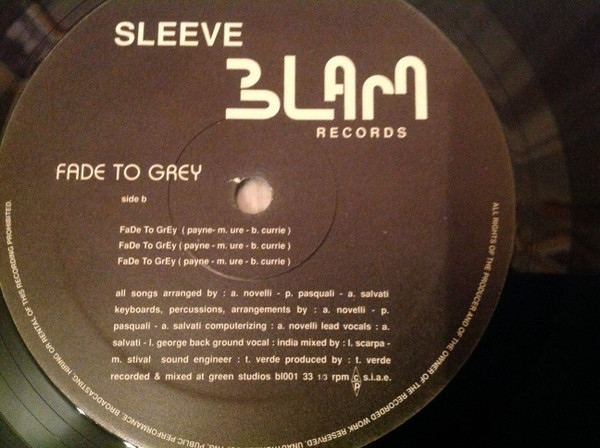 SLEEVE
BLAM
RECORDS
FADE TO GREY
side b
FaDe To GrEy ( payne- m. ure - b. currie )
FaDe To GrEy ( payne - m. ure - b. currie )
FaDe To GrEy ( payne - m. ure - b. currie )
all songs arranged by : a. novelli - p. pasquali - a. salvati
keyboards, percussions, arrangements by : a. novelli - p.
pasquali - a. salvati computerizing : a. novelli lead vocals : a.
salvati - l. george back ground vocal : india mixed by : l. scarpa -
m. stival sound engineer : t. verde produced by : t. verde
recorded & mixed at green studios bl001 33 1/3 rpm c p s.i.a.e.
ALL RIGHTS OF THE PRODUCER AND OF THE OWNER OF THE RECORDED WORK RESERVED.
PUBLIC PERFORMANCE, BROADCASTING, HIRING OR RENTAL OF THIS RECORDING PROHIBITED.